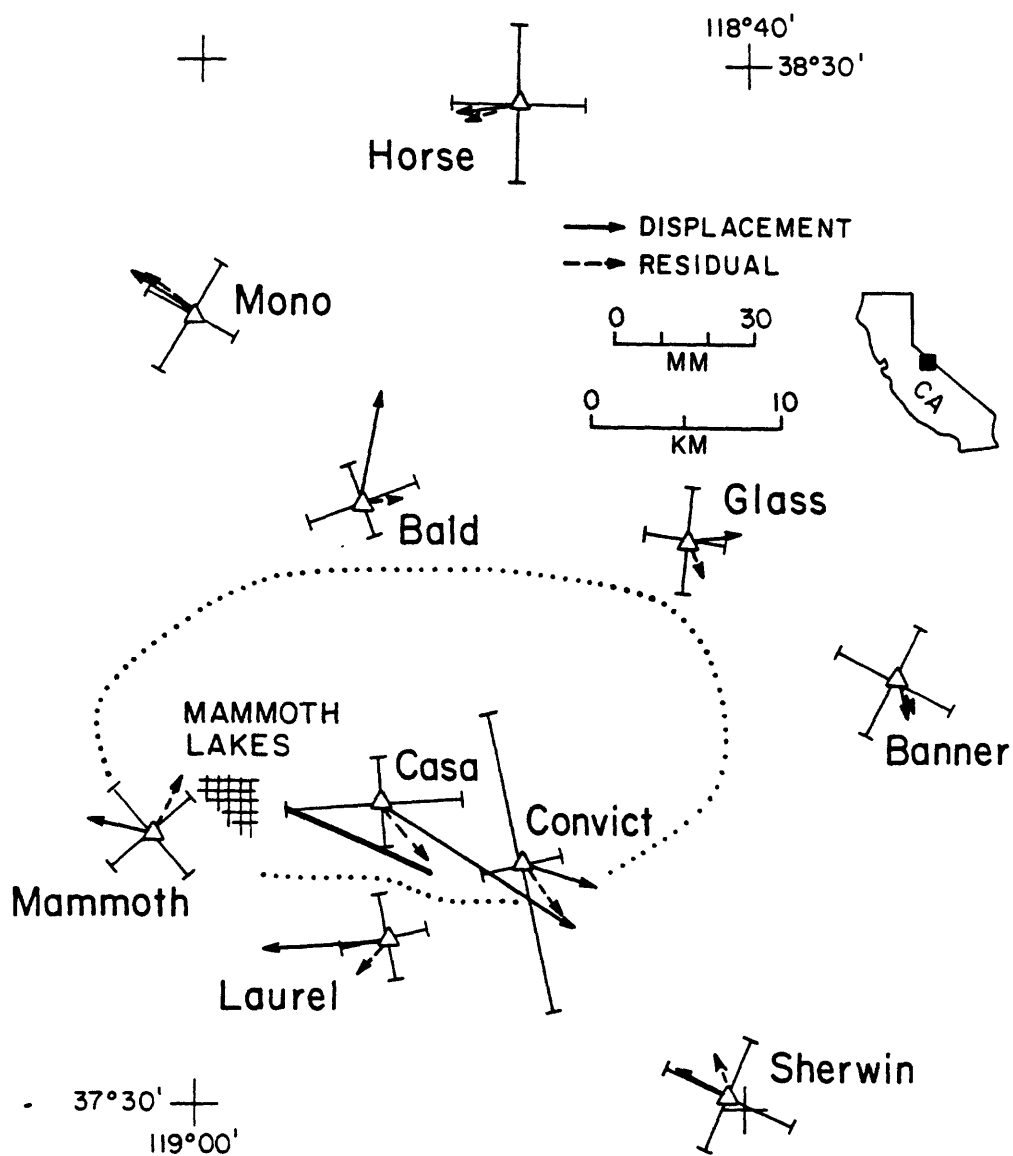 118°40'
38°30'
Horse
DISPLACEMENT
RESIDUAL
Mono
0 30
MM
0 10
KM
CA
Glass
Bald
MAMMOTH
LAKES
Casa
Banner
Convict
Mammoth
Laurel
Sherwin
37°30'
119°00'